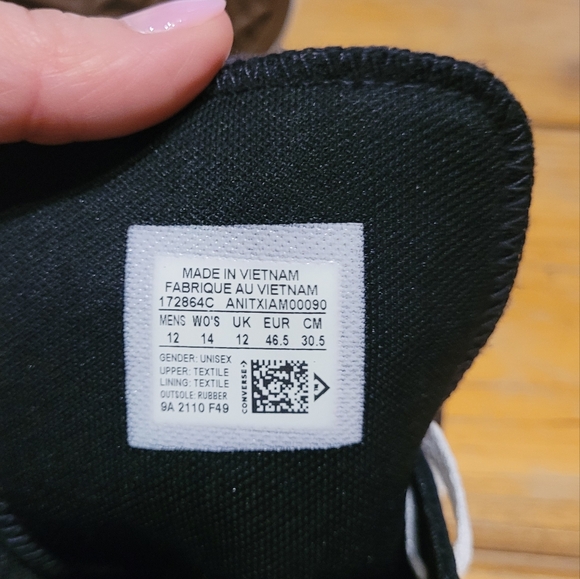 MADE IN VIETNAM
FABRIQUE AU VIETNAM
172864C ANITXIAM00090
MENS WO'S UK EUR CM
12 14 12 46.5 30.5
GENDER: UNISEX
UPPER: TEXTILE
LINING: TEXTILE
OUTSOLE: RUBBER
9A 2110 F49
CONVERSE